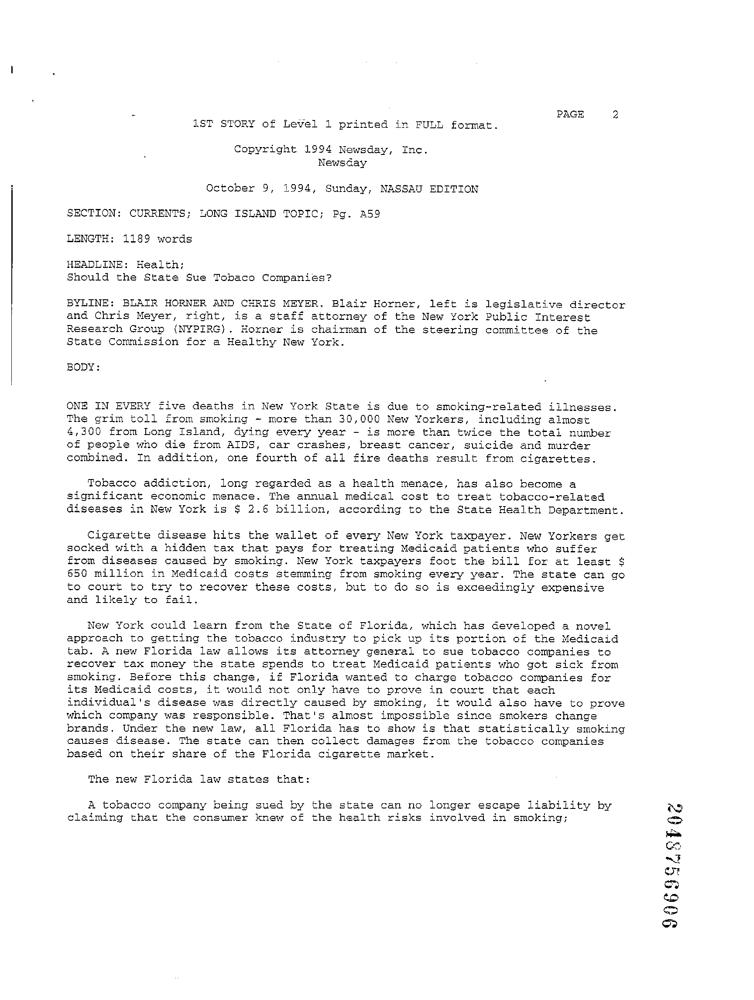 PAGE 2
1ST STORY of Level 1 printed in FULL format.
Copyright 1994 Newsday, Inc.
Newsday
October 9, 1994, Sunday, NASSAU EDITION
SECTION: CURRENTS; LONG ISLAND TOPIC; Pg. A59
LENGTH: 1189 words
HEADLINE: Health;
Should the State Sue Tobaco Companies?
BYLINE: BLAIR HORNER AND CHRIS MEYER. Blair Horner, left is legislative director
and Chris Meyer, right, is a staff attorney of the New York Public Interest
Research Group (NYPIRG). Horner is chairman of the steering committee of the
State Commission for a Healthy New York.
BODY:
ONE IN EVERY five deaths in New York State is due to smoking-related illnesses.
The grim toll from smoking - more than 30,000 New Yorkers, including almost
4,300 from Long Island, dying every year - is more than twice the total number
of people who die from AIDS, car crashes, breast cancer, suicide and murder
combined. In addition, one fourth of all fire deaths result from cigarettes.
Tobacco addiction, long regarded as a health menace, has also become a
significant economic menace. The annual medical cost to treat tobacco-related
diseases in New York is $ 2.6 billion, according to the State Health Department.
Cigarette disease hits the wallet of every New York taxpayer. New Yorkers get
socked with a hidden tax that pays for treating Medicaid patients who suffer
from diseases caused by smoking. New York taxpayers foot the bill for at least $
650 million in Medicaid costs stemming from smoking every year. The state can go
to court to try to recover these costs, but to do so is exceedingly expensive
and likely to fail.
New York could learn from the State of Florida, which has developed a novel
approach to getting the tobacco industry to pick up its portion of the Medicaid
tab. A new Florida law allows its attorney general to sue tobacco companies to
recover tax money the state spends to treat Medicaid patients who got sick from
smoking. Before this change, if Florida wanted to charge tobacco companies for
its Medicaid costs, it would not only have to prove in court that each
individual's disease was directly caused by smoking, it would also have to prove
which company was responsible. That's almost impossible since smokers change
brands. Under the new law, all Florida has to show is that statistically smoking
causes disease. The state can then collect damages from the tobacco companies
based on their share of the Florida cigarette market.
The new Florida law states that:
A tobacco company being sued by the state can no longer escape liability by
claiming that the consumer knew of the health risks involved in smoking;
2048756906